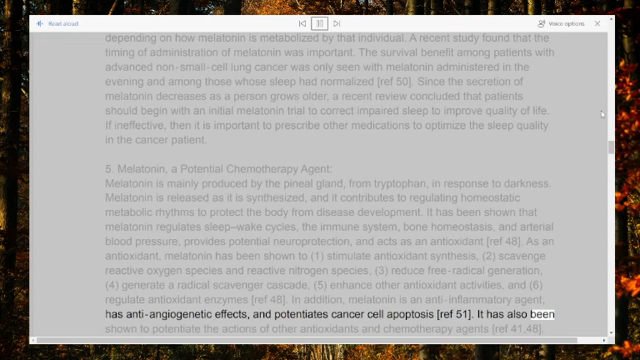 Read aloud
Voice options
depending on how melatonin is metabolized by that individual. A recent study found that the
timing of administration of melatonin was important. The survival benefit among patients with
advanced non-small-cell lung cancer was only seen with melatonin administered in the
evening and among those whose sleep had normalized [ref 50]. Since the secretion of
melatonin decreases as a person grows older, a recent review concluded that patients
should begin with an initial melatonin trial to correct impaired sleep to improve quality of life.
If ineffective, then it is important to prescribe other medications to optimize the sleep quality
in the cancer patient.
5. Melatonin, a Potential Chemotherapy Agent:
Melatonin is mainly produced by the pineal gland, from tryptophan, in response to darkness.
Melatonin is released as it is synthesized, and it contributes to regulating homeostatic
metabolic rhythms to protect the body from disease development. It has been shown that
melatonin regulates sleep–wake cycles, the immune system, bone homeostasis, and arterial
blood pressure, provides potential neuroprotection, and acts as an antioxidant [ref 48]. As an
antioxidant, melatonin has been shown to (1) stimulate antioxidant synthesis, (2) scavenge
reactive oxygen species and reactive nitrogen species, (3) reduce free-radical generation,
(4) generate a radical scavenger cascade, (5) enhance other antioxidant activities, and (6)
regulate antioxidant enzymes [ref 48]. In addition, melatonin is an anti-inflammatory agent,
has anti-angiogenetic effects, and potentiates cancer cell apoptosis [ref 51]. It has also been
shown to potentiate the actions of other antioxidants and chemotherapy agents [ref 41,48].